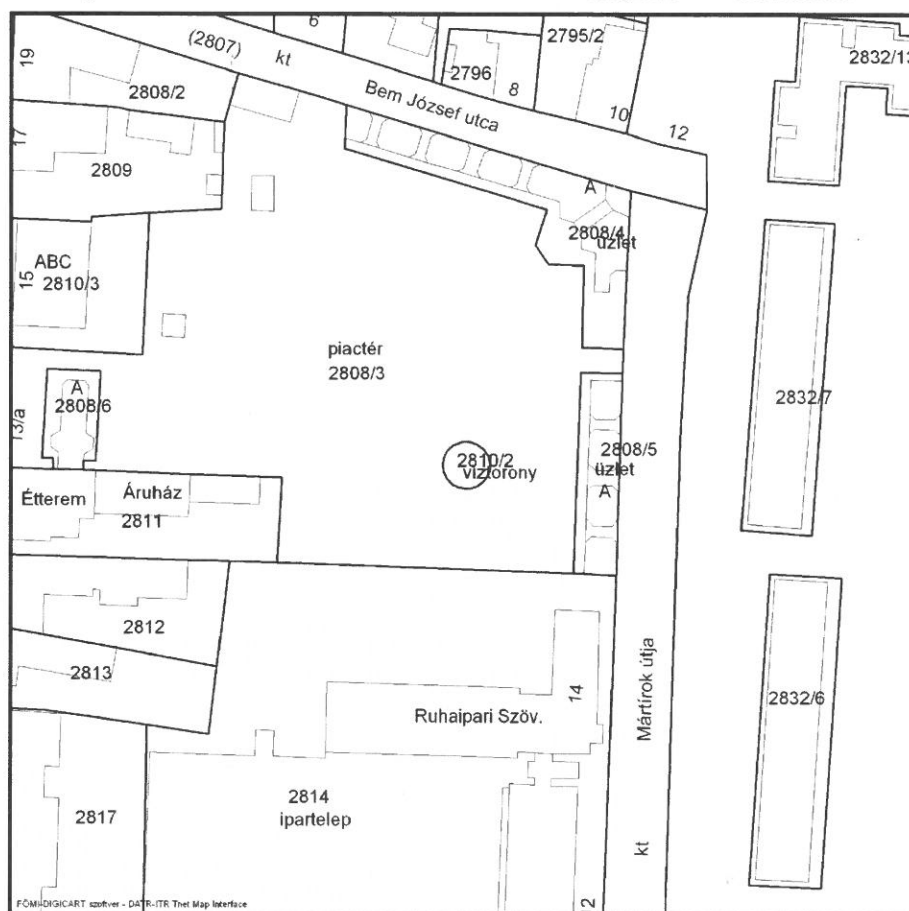 6
(2807)
kt
2795/2
19
2832/13
2796
8
2808/2
Bem József utca
10
12
17
2809
A
2808/4
üzlet
ABC
15
2810/3
piactér
2808/3
A
2808/6
2832/7
13/a
2810/2
víztorony
2808/5
üzlet
A
Étterem
Áruház
2811
2812
2813
Mártírok útja
14
2832/6
Ruhaipari Szöv.
2814
ipartelep
2817
kt
12
FÖMI-DIGICART szoftver - DATR-ITR Tnet Map Interface